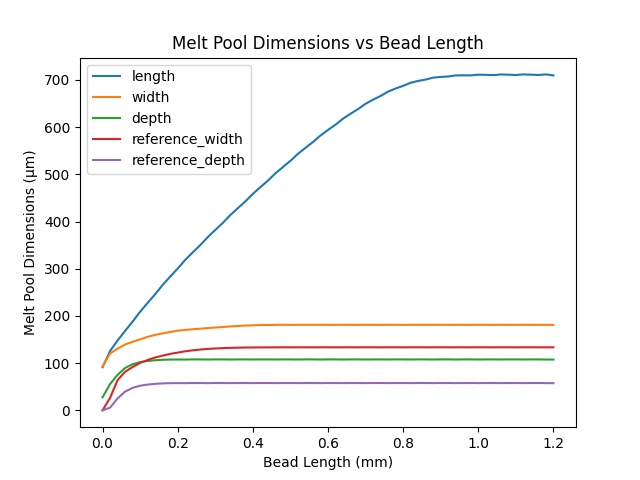 Melt Pool Dimensions vs Bead Length
length
width
depth
reference_width
reference_depth
Melt Pool Dimensions (μm)
700
600
500
400
300
200
100
0
0.0 0.2 0.4 0.6 0.8 1.0 1.2
Bead Length (mm)